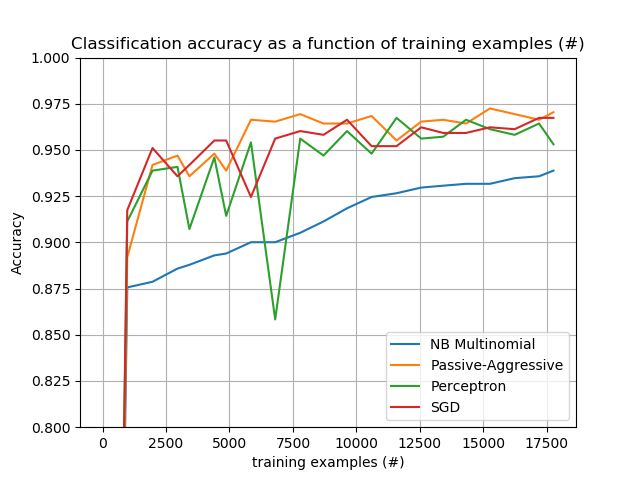 Classification accuracy as a function of training examples (#)
1.000
0.975
0.950
0.925
0.900
0.875
0.850
0.825
0.800
Accuracy
NB Multinomial
Passive-Aggressive
Perceptron
SGD
0 2500 5000 7500 10000 12500 15000 17500
training examples (#)